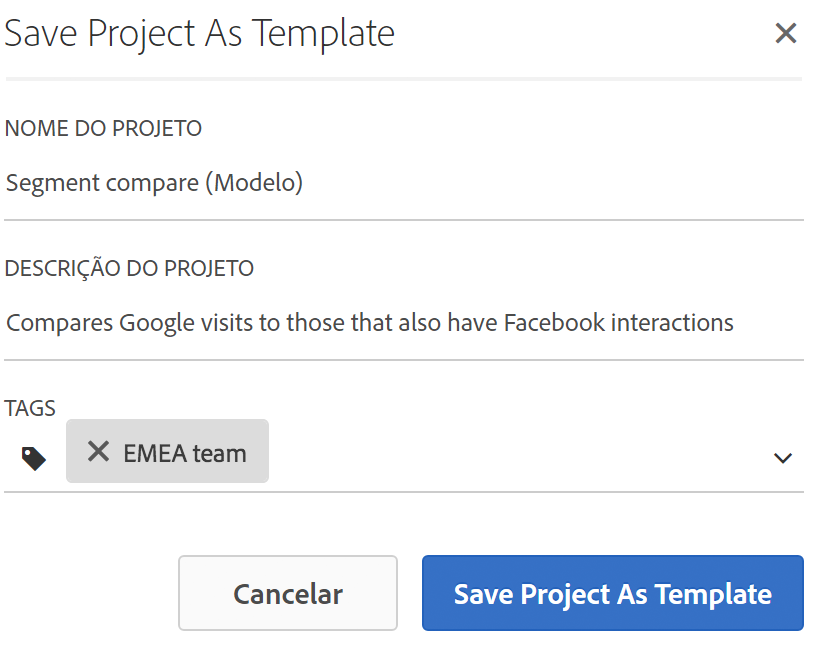 Save Project As Template
NOME DO PROJETO
Segment compare (Modelo)
DESCRIÇÃO DO PROJETO
Compares Google visits to those that also have Facebook interactions
TAGS
EMEA team
Cancelar
Save Project As Template